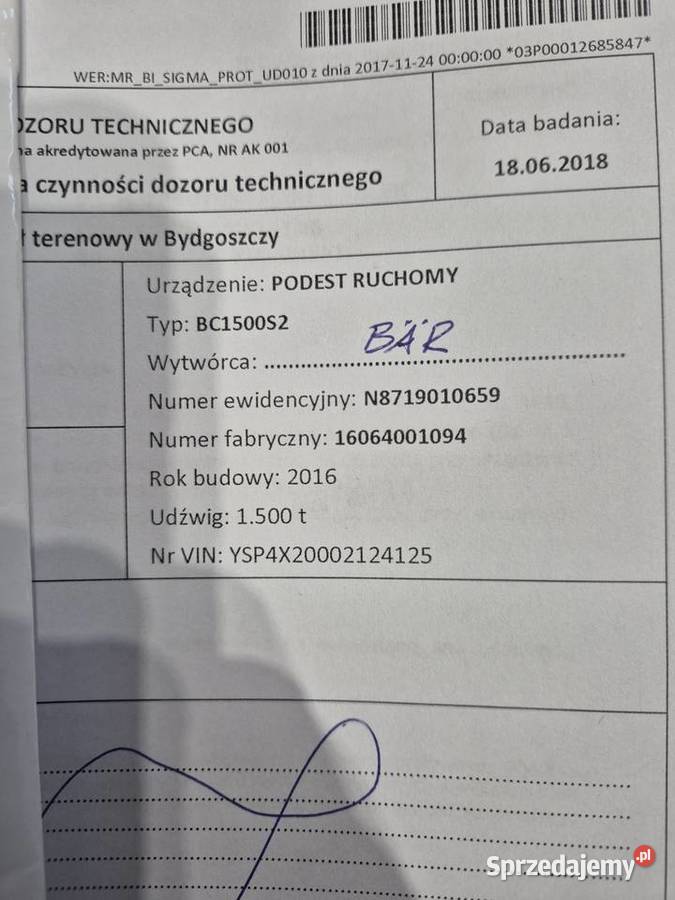 WER:MR_BI_SIGMA_PROT_UD010 z dnia 2017-11-24 00:00:00 *03P00012685847*
OZORU TECHNICZNEGO
na akredytowana przez PCA, NR AK 001
a czynności dozoru technicznego
Data badania:
18.06.2018
ł terenowy w Bydgoszczy
Urządzenie: PODEST RUCHOMY
Typ: BC1500S2
Wytwórca: BÄR
Numer ewidencyjny: N8719010659
Numer fabryczny: 16064001094
Rok budowy: 2016
Udźwig: 1.500 t
Nr VIN: YSP4X20002124125
Sprzedajemy.pl